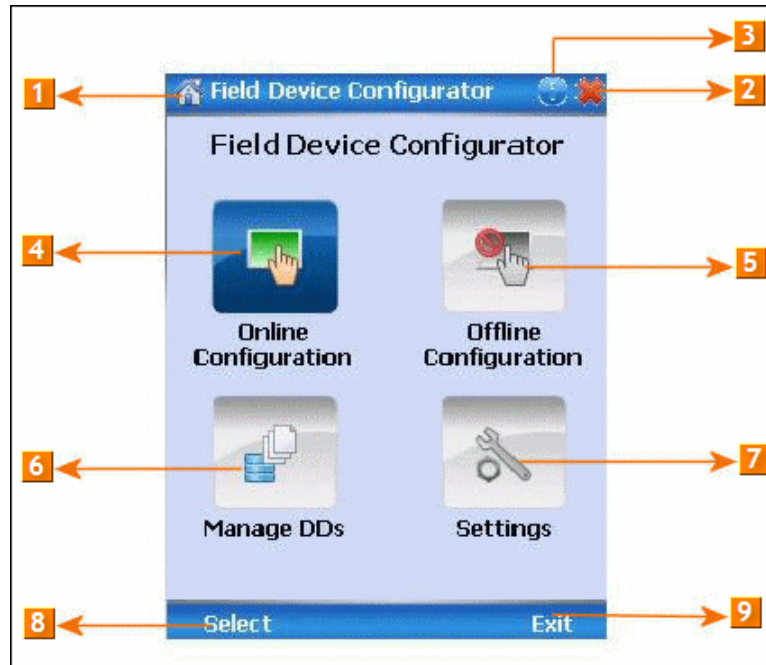 3
1 Field Device Configurator 2
Field Device Configurator
4 5
Online Configuration
Offline Configuration
6 7
Manage DDs Settings
8 Select Exit 9